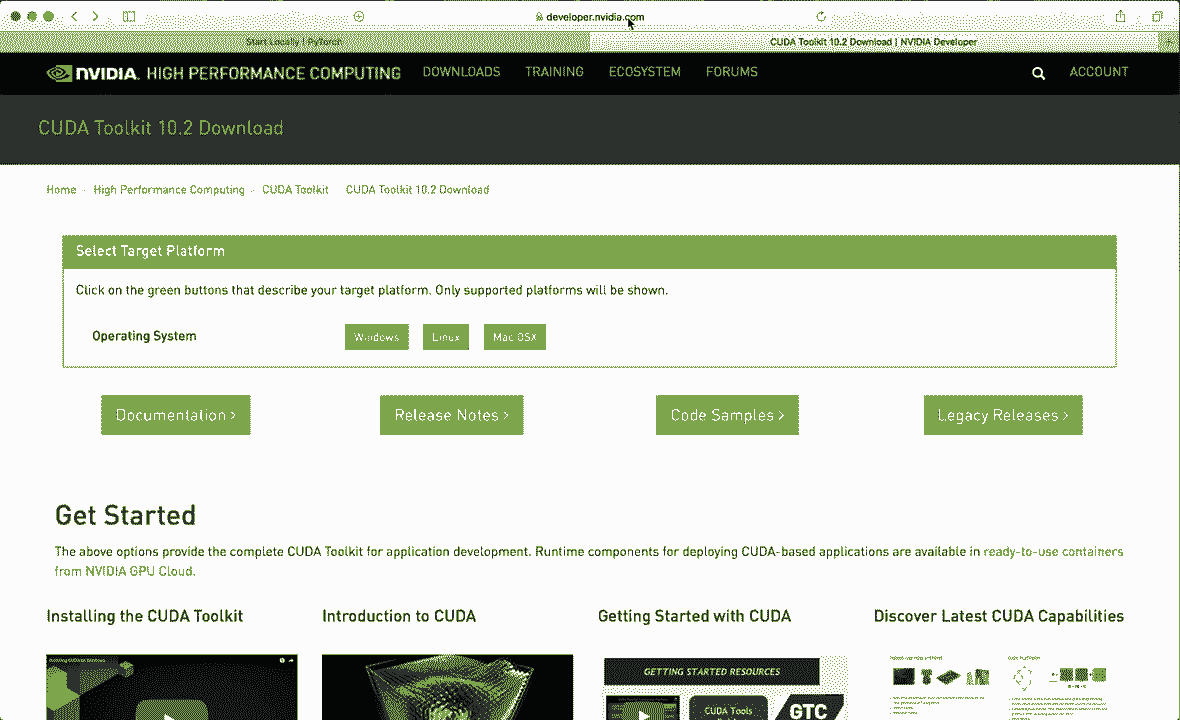 developer.nvidia.com
Start Locally | PyTorch
CUDA Toolkit 10.2 Download | NVIDIA Developer
NVIDIA. HIGH PERFORMANCE COMPUTING DOWNLOADS TRAINING ECOSYSTEM FORUMS ACCOUNT
CUDA Toolkit 10.2 Download
Home High Performance Computing CUDA Toolkit CUDA Toolkit 10.2 Download
Select Target Platform
Click on the green buttons that describe your target platform. Only supported platforms will be shown.
Operating System Windows Linux Mac OSX
Documentation > Release Notes > Code Samples > Legacy Releases >
Get Started
The above options provide the complete CUDA Toolkit for application development. Runtime components for deploying CUDA-based applications are available in ready-to-use containers
from NVIDIA GPU Cloud.
Installing the CUDA Toolkit Introduction to CUDA Getting Started with CUDA Discover Latest CUDA Capabilities
GETTING STARTED RESOURCES
CUDA Tools GTC